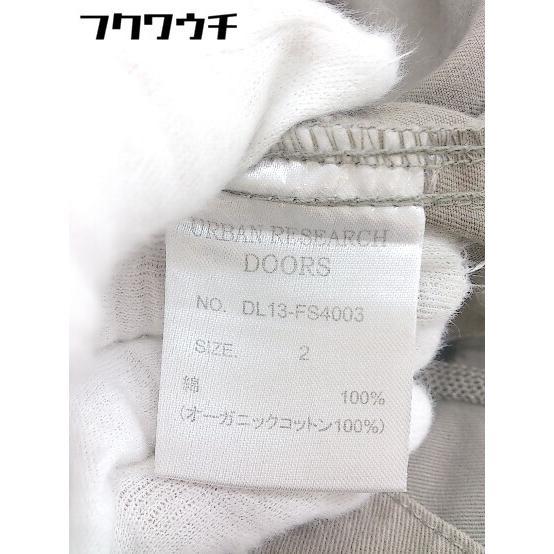 フクワウチ
URBAN RESEARCH
DOORS
NO. DL13-FS4003
SIZE. 2
綿 100%
(オーガニックコットン100%)